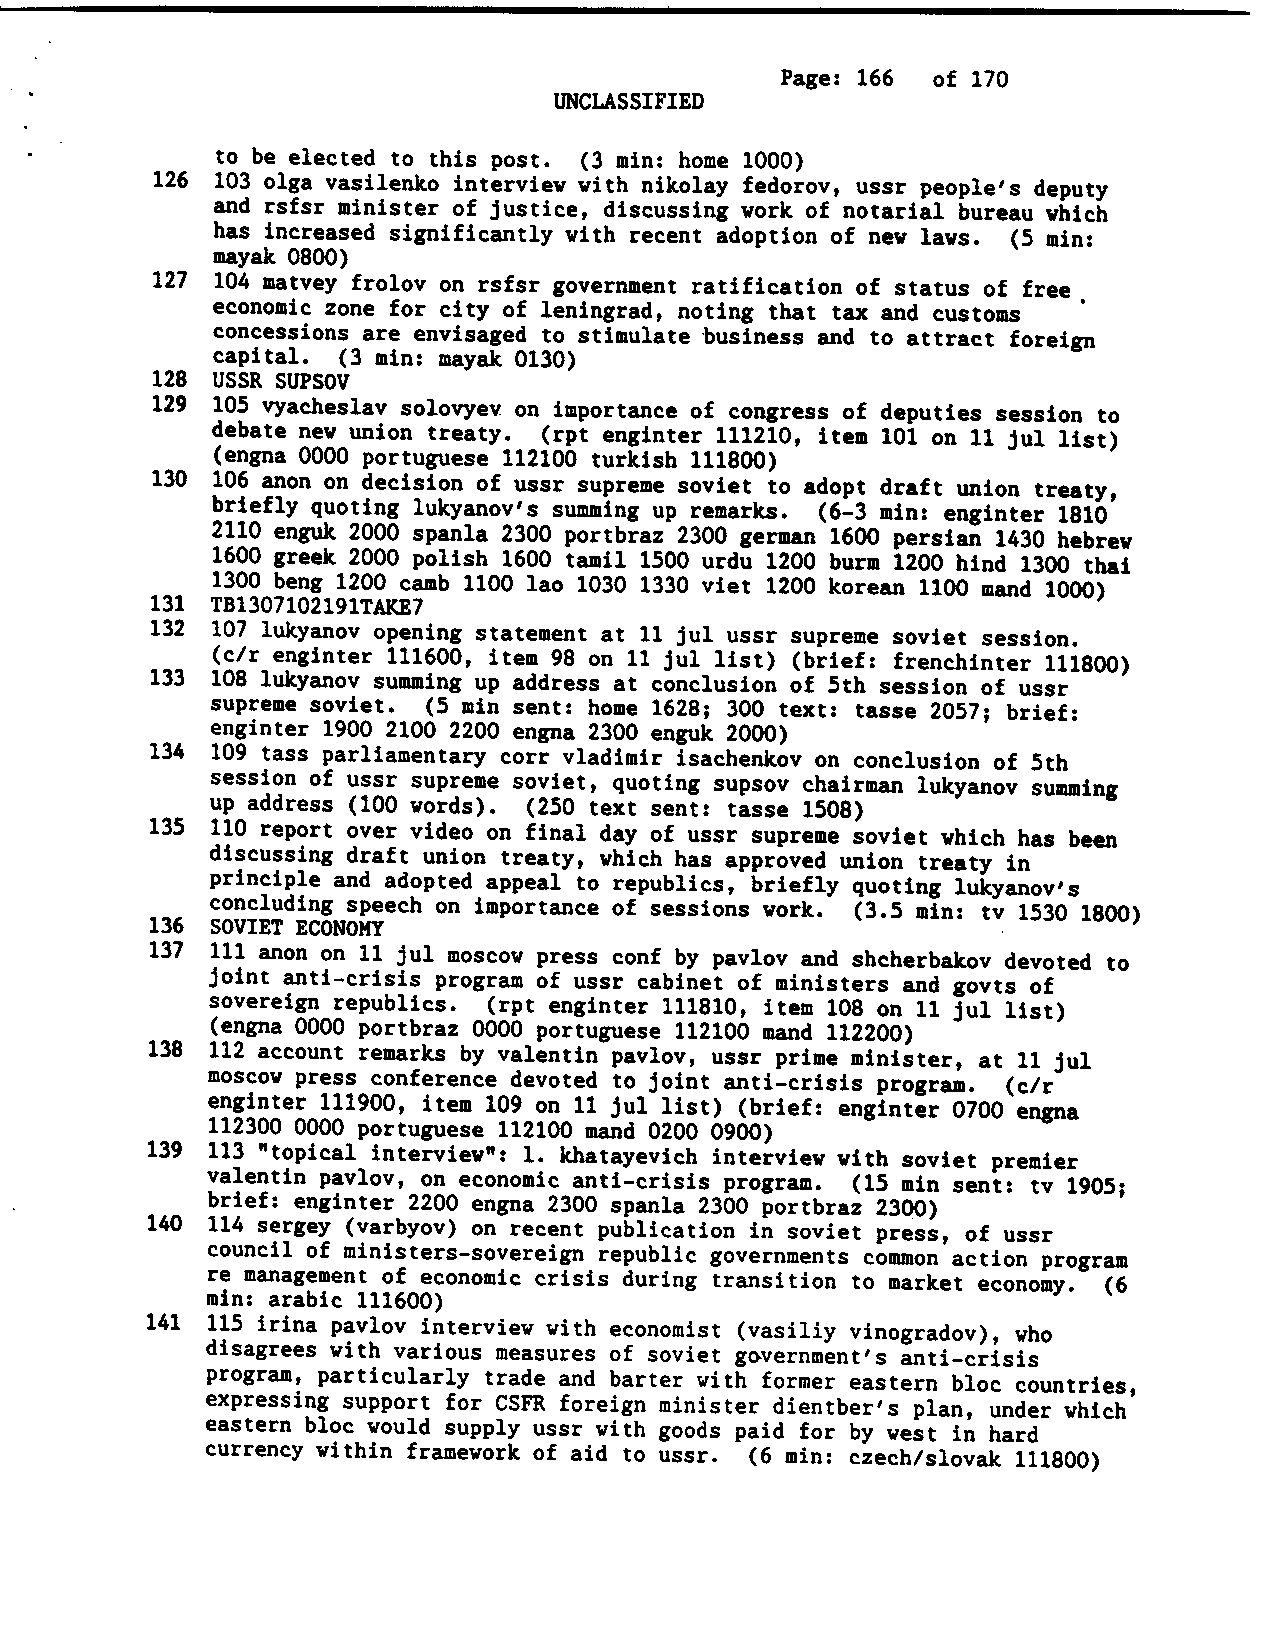 Page: 166 of 170
UNCLASSIFIED
to be elected to this post. (3 min: home 1000)
126 103 olga vasilenko interview with nikolay fedorov, ussr people's deputy
and rsfsr minister of justice, discussing work of notarial bureau which
has increased significantly with recent adoption of new laws. (5 min:
mayak 0800)
127 104 matvey frolov on rsfsr government ratification of status of free
economic zone for city of leningrad, noting that tax and customs
concessions are envisaged to stimulate business and to attract foreign
capital. (3 min: mayak 0130)
128 USSR SUPSOV
129 105 vyacheslav solovyev on importance of congress of deputies session to
debate new union treaty. (rpt enginter 111210, item 101 on 11 jul list)
(engna 0000 portuguese 112100 turkish 111800)
130 106 anon on decision of ussr supreme soviet to adopt draft union treaty,
briefly quoting lukyanov's summing up remarks. (6-3 min: enginter 1810
2110 enguk 2000 spanla 2300 portbraz 2300 german 1600 persian 1430 hebrew
1600 greek 2000 polish 1600 tamil 1500 urdu 1200 burm 1200 hind 1300 thai
1300 beng 1200 camb 1100 lao 1030 1330 viet 1200 korean 1100 mand 1000)
131 TB1307102191TAKE7
132 107 lukyanov opening statement at 11 jul ussr supreme soviet session.
(c/r enginter 111600, item 98 on 11 jul list) (brief: frenchinter 111800)
133 108 lukyanov summing up address at conclusion of 5th session of ussr
supreme soviet. (5 min sent: home 1628; 300 text: tasse 2057; brief:
enginter 1900 2100 2200 engna 2300 enguk 2000)
134 109 tass parliamentary corr vladimir isachenkov on conclusion of 5th
session of ussr supreme soviet, quoting supsov chairman lukyanov summing
up address (100 words). (250 text sent: tasse 1508)
135 110 report over video on final day of ussr supreme soviet which has been
discussing draft union treaty, which has approved union treaty in
principle and adopted appeal to republics, briefly quoting lukyanov's
concluding speech on importance of sessions work. (3.5 min: tv 1530 1800)
136 SOVIET ECONOMY
137 111 anon on 11 jul moscow press conf by pavlov and shcherbakov devoted to
joint anti-crisis program of ussr cabinet of ministers and govts of
sovereign republics. (rpt enginter 111810, item 108 on 11 jul list)
(engna 0000 portbraz 0000 portuguese 112100 mand 112200)
138 112 account remarks by valentin pavlov, ussr prime minister, at 11 jul
moscow press conference devoted to joint anti-crisis program. (c/r
enginter 111900, item 109 on 11 jul list) (brief: enginter 0700 engna
112300 0000 portuguese 112100 mand 0200 0900)
139 113 "topical interview": l. khatayevich interview with soviet premier
valentin pavlov, on economic anti-crisis program. (15 min sent: tv 1905;
brief: enginter 2200 engna 2300 spanla 2300 portbraz 2300)
140 114 sergey (varbyov) on recent publication in soviet press, of ussr
council of ministers-sovereign republic governments common action program
re management of economic crisis during transition to market economy. (6
min: arabic 111600)
141 115 irina pavlov interview with economist (vasiliy vinogradov), who
disagrees with various measures of soviet government's anti-crisis
program, particularly trade and barter with former eastern bloc countries,
expressing support for CSFR foreign minister dientber's plan, under which
eastern bloc would supply ussr with goods paid for by west in hard
currency within framework of aid to ussr. (6 min: czech/slovak 111800)